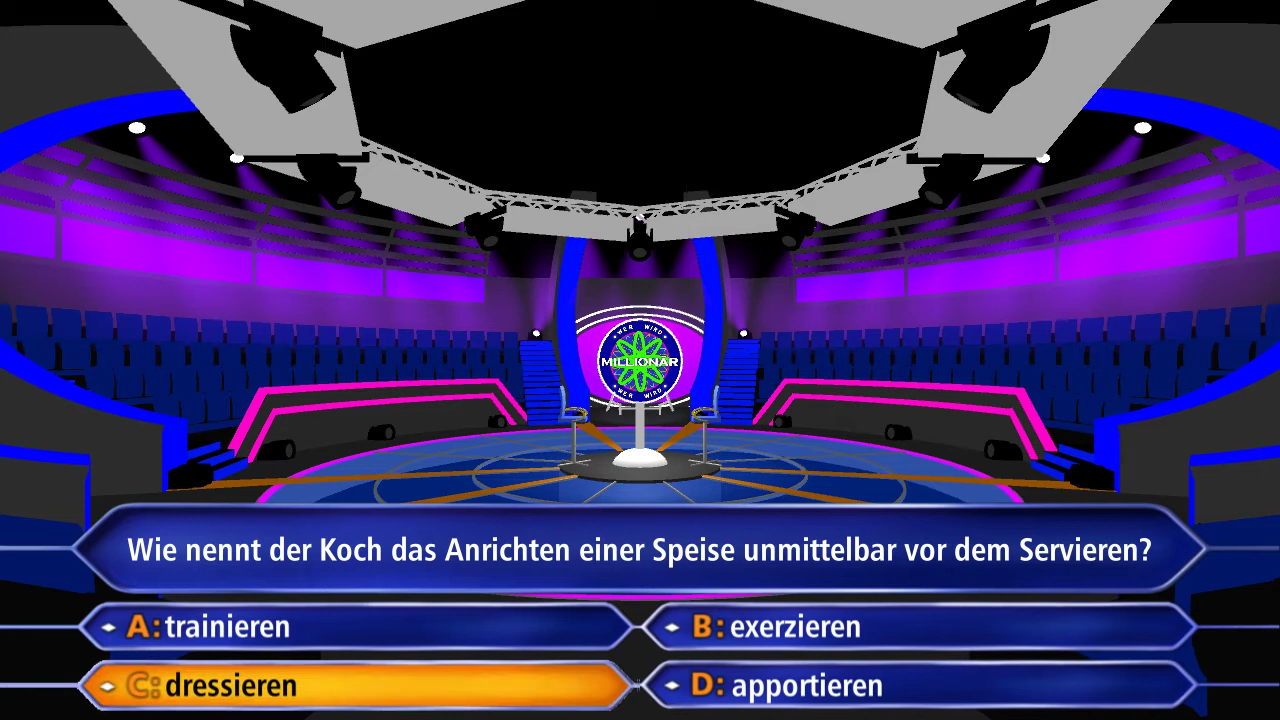 WER WIRD
MILLIONÄR
WER WIRD
Wie nennt der Koch das Anrichten einer Speise unmittelbar vor dem Servieren?
A: trainieren
B: exerzieren
C: dressieren
D: apportieren